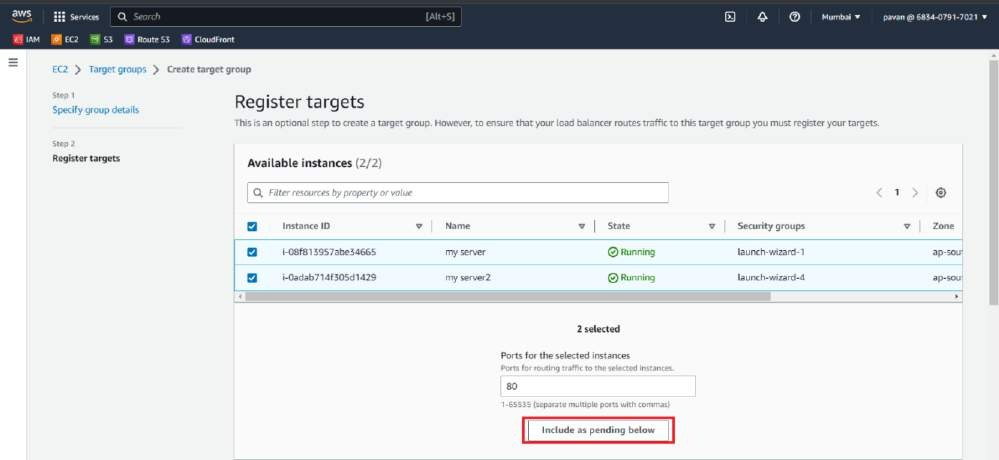 aws Services Search [Alt+S] Mumbai pavan @ 6834-0791-7021
IAM EC2 S3 Route 53 CloudFront
EC2 Target groups Create target group
Step 1
Specify group details
Step 2
Register targets
Register targets
This is an optional step to create a target group. However, to ensure that your load balancer routes traffic to this target group you must register your targets.
Available instances (2/2)
Filter resources by property or value
1
Instance ID Name State Security groups Zone
i-08f813957abe34665 my server Running launch-wizard-1 ap-sout
i-0adab714f305d1429 my server2 Running launch-wizard-4 ap-sout
2 selected
Ports for the selected instances
Ports for routing traffic to the selected instances.
80
1-65535 (separate multiple ports with commas)
Include as pending below